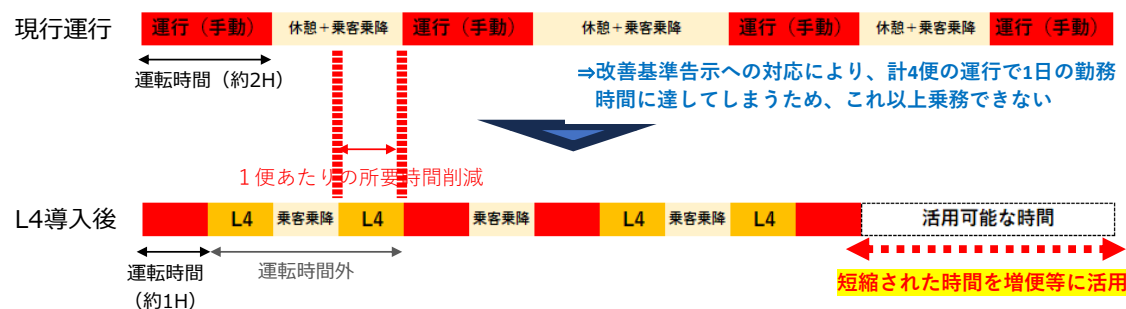 現行運行
運行（手動）
休憩＋乗客乗降
運行（手動）
休憩＋乗客乗降
運行（手動）
休憩＋乗客乗降
運行（手動）
運転時間（約2H）
⇒改善基準告示への対応により、計4便の運行で1日の勤務
時間に達してしまうため、これ以上乗務できない
１便あたりの所要時間削減
L4導入後
L4
乗客乗降
L4
乗客乗降
L4
乗客乗降
L4
活用可能な時間
運転時間
（約1H）
運転時間外
短縮された時間を増便等に活用